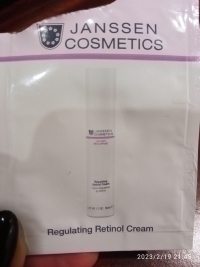 JANSSEN
COSMETICS
Regulating Retinol Cream
2023/2/19 21:45